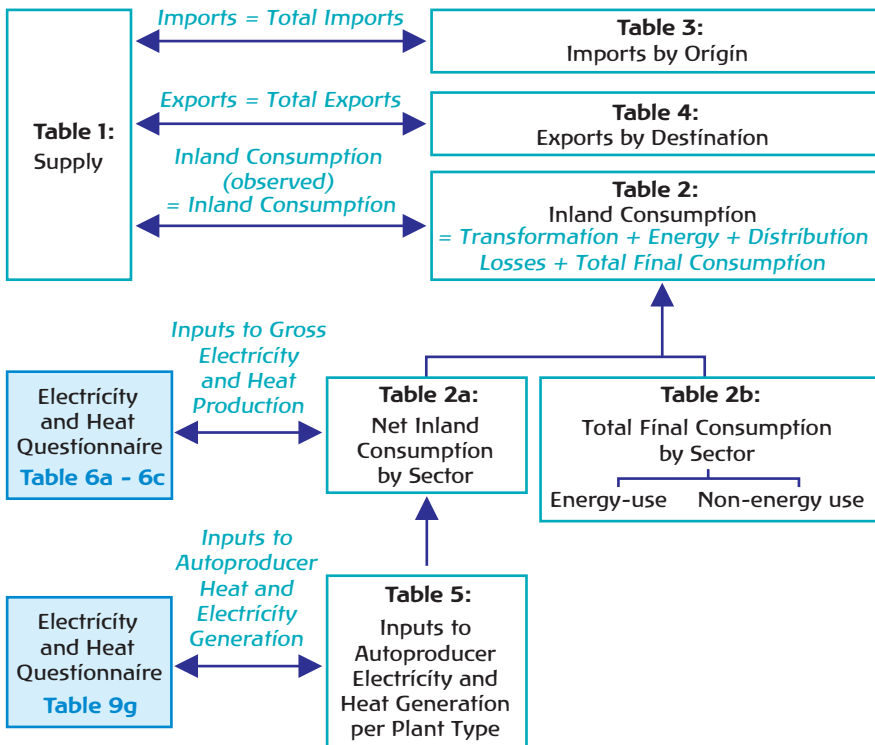 Imports = Total Imports
Table 3:
Imports by Origin
Table 1:
Supply
Exports = Total Exports
Table 4:
Exports by Destination
Inland Consumption
(observed)
= Inland Consumption
Table 2:
Inland Consumption
= Transformation + Energy + Distribution
Losses + Total Final Consumption
Inputs to Gross
Electricity
and Heat
Production
Electricity
and Heat
Questionnaire
Table 6a - 6c
Table 2a:
Net Inland
Consumption
by Sector
Table 2b:
Total Final Consumption
by Sector
Energy-use Non-energy use
Inputs to
Autoproducer
Heat and
Electricity
Generation
Electricity
and Heat
Questionnaire
Table 9g
Table 5:
Inputs to
Autoproducer
Electricity and
Heat Generation
per Plant Type